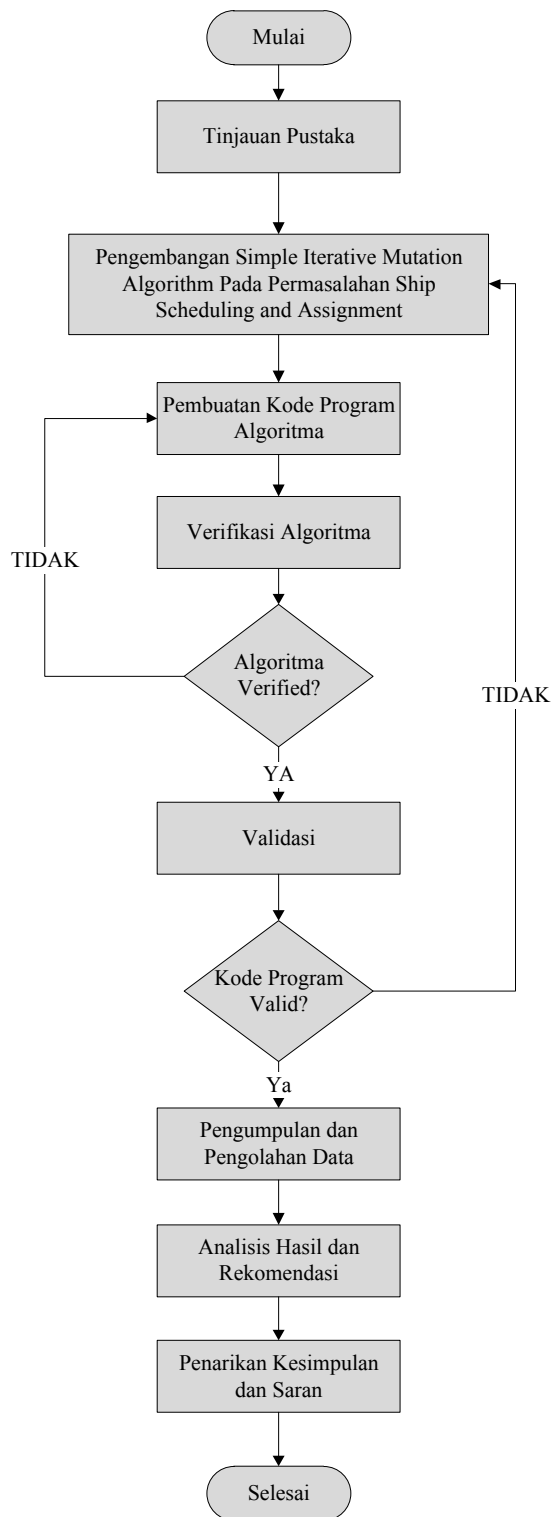 Mulai
Tinjauan Pustaka
Pengembangan Simple Iterative Mutation
Algorithm Pada Permasalahan Ship
Scheduling and Assignment
Pembuatan Kode Program
Algoritma
Verifikasi Algoritma
TIDAK
Algoritma
Verified?
TIDAK
YA
Validasi
Kode Program
Valid?
Ya
Pengumpulan dan
Pengolahan Data
Analisis Hasil dan
Rekomendasi
Penarikan Kesimpulan
dan Saran
Selesai